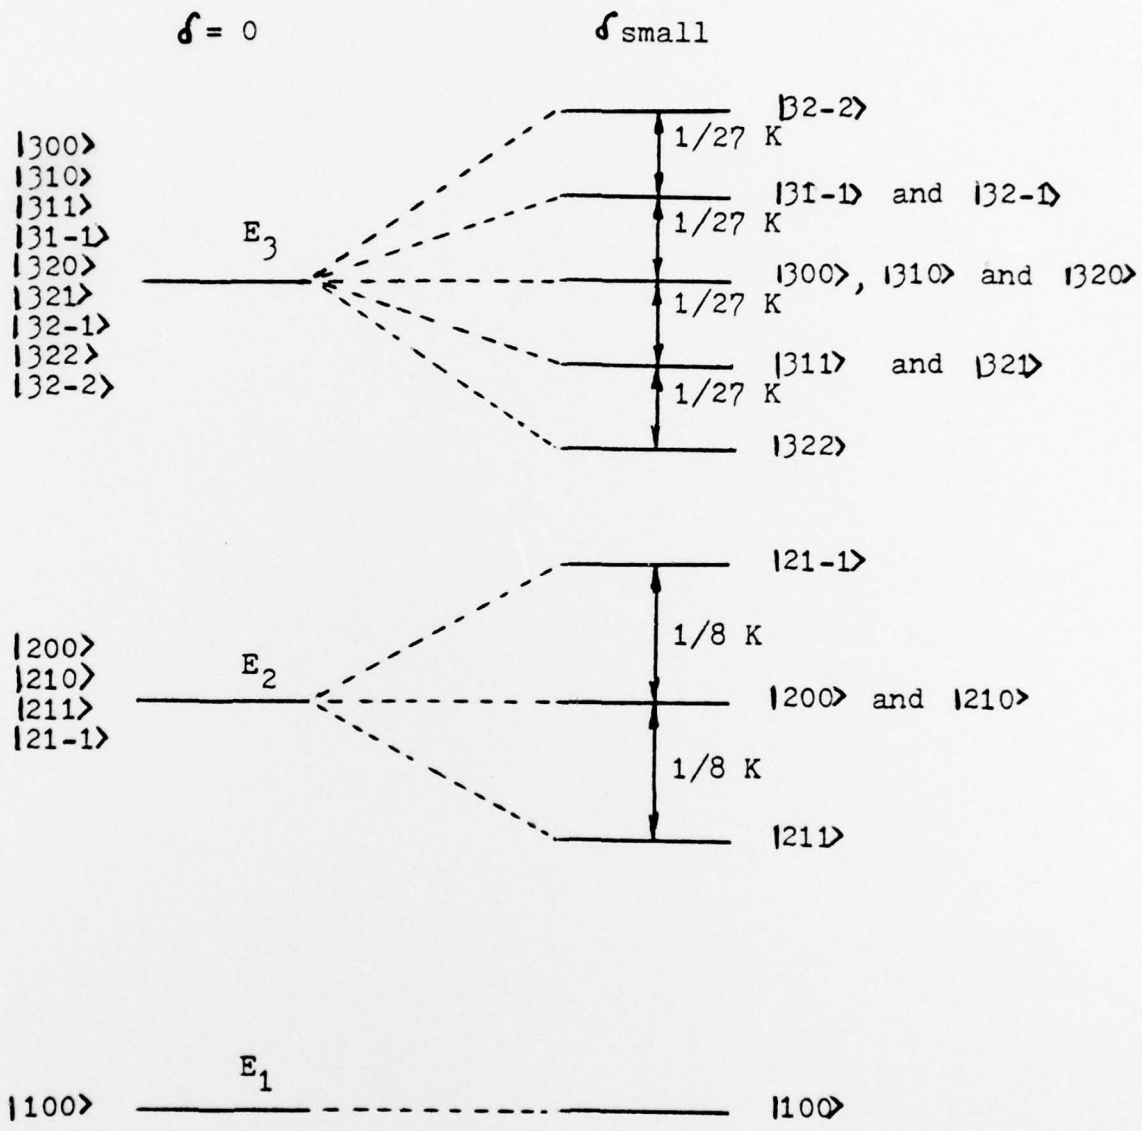 δ = 0 δ small
|300>
|310>
|311>
|31-1>
|320>
|321>
|32-1>
|322>
|32-2>
E3
|32-2>
1/27 K
|31-1> and |32-1>
1/27 K
|300>, |310> and |320>
1/27 K
|311> and |321>
1/27 K
|322>
|200>
|210>
|211>
|21-1>
E2
|21-1>
1/8 K
|200> and |210>
1/8 K
|211>
E1
|100> |100>